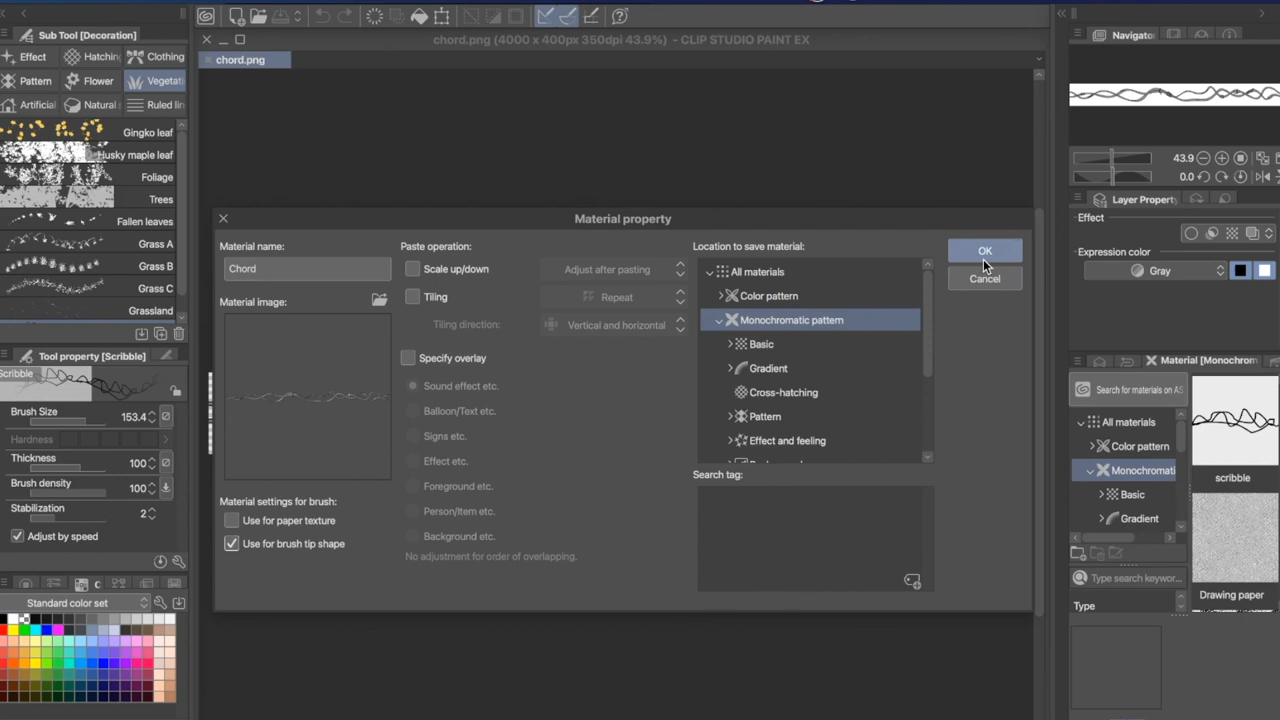 Sub Tool [Decoration]
Effect
Hatchin
Clothing
Pattern
Flower
Vegetati
Artificial
Natural
Ruled lin
Gingko leaf
Husky maple leaf
Foliage
Trees
Fallen leaves
Grass A
Grass B
Grass C
Grassland
Tool property [Scribble]
Scribble
Brush Size
153.4
Hardness
Thickness
100
Brush density
100
Stabilization
2
Adjust by speed
C
Standard color set
chord.png (4000 x 400px 350dpi 43.9%) - CLIP STUDIO PAINT EX
chord.png
Material property
Material name:
Chord
Material image:
Material settings for brush:
Use for paper texture
Use for brush tip shape
Paste operation:
Scale up/down
Adjust after pasting
Tiling
Repeat
Tiling direction:
Vertical and horizontal
Specify overlay
Sound effect etc.
Balloon/Text etc.
Signs etc.
Effect etc.
Foreground etc.
Person/Item etc.
Background etc.
No adjustment for order of overlapping.
Location to save material:
All materials
Color pattern
Monochromatic pattern
Basic
Gradient
Cross-hatching
Pattern
Effect and feeling
Search tag:
OK
Cancel
Navigator
43.9
0.0
Layer Property
Effect
Expression color
Gray
Material [Monochrom
Search for materials on AS
All materials
Color pattern
Monochromati
Basic
Gradient
Type search keywor...
Type
scribble
Drawing paper